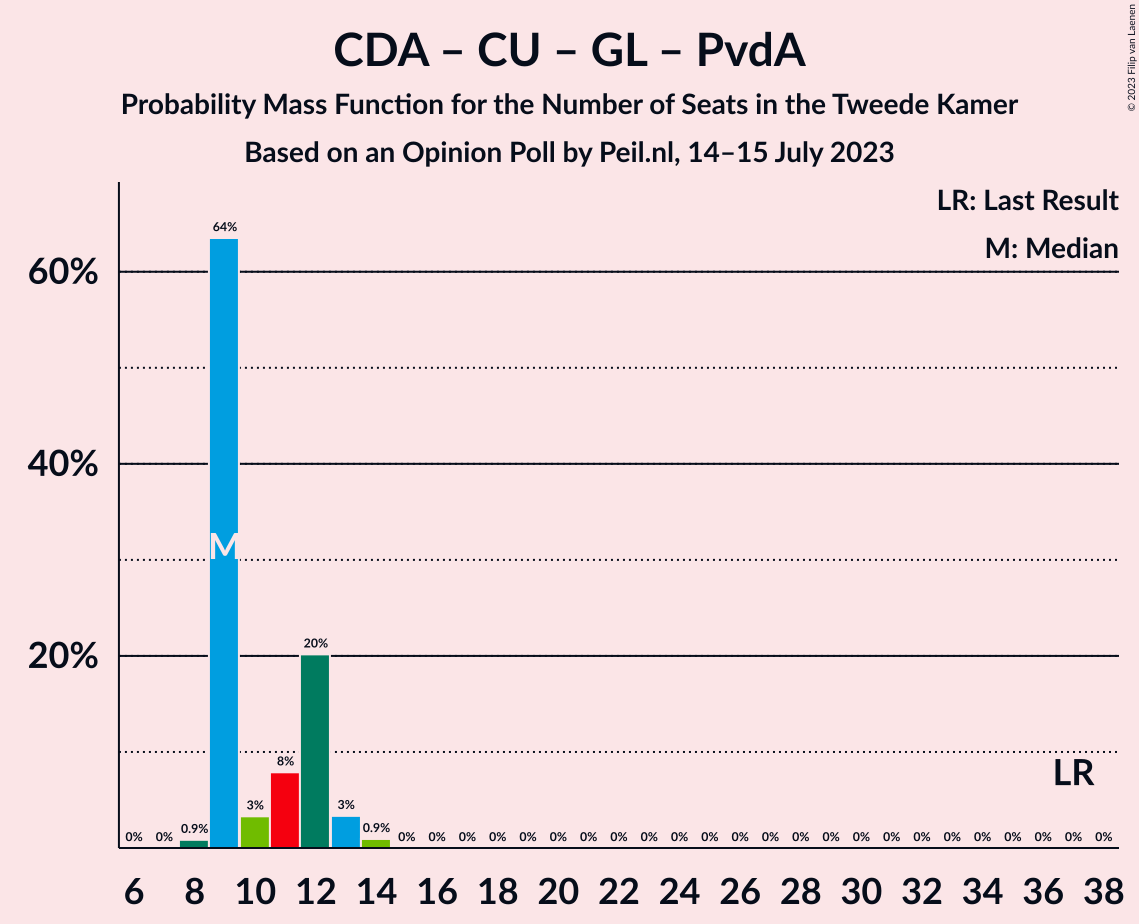 CDA – CU – GL – PvdA
Probability Mass Function for the Number of Seats in the Tweede Kamer
Based on an Opinion Poll by Peil.nl, 14–15 July 2023
© 2023 Filip van Laenen
LR: Last Result
M: Median
60%
40%
20%
64%
M
20%
8%
LR
3%
3%
0.9%
0.9%
0% 0% 0% 0% 0% 0% 0% 0% 0% 0% 0% 0% 0% 0% 0% 0% 0% 0% 0% 0% 0% 0% 0% 0% 0% 0%
6 8 10 12 14 16 18 20 22 24 26 28 30 32 34 36 38